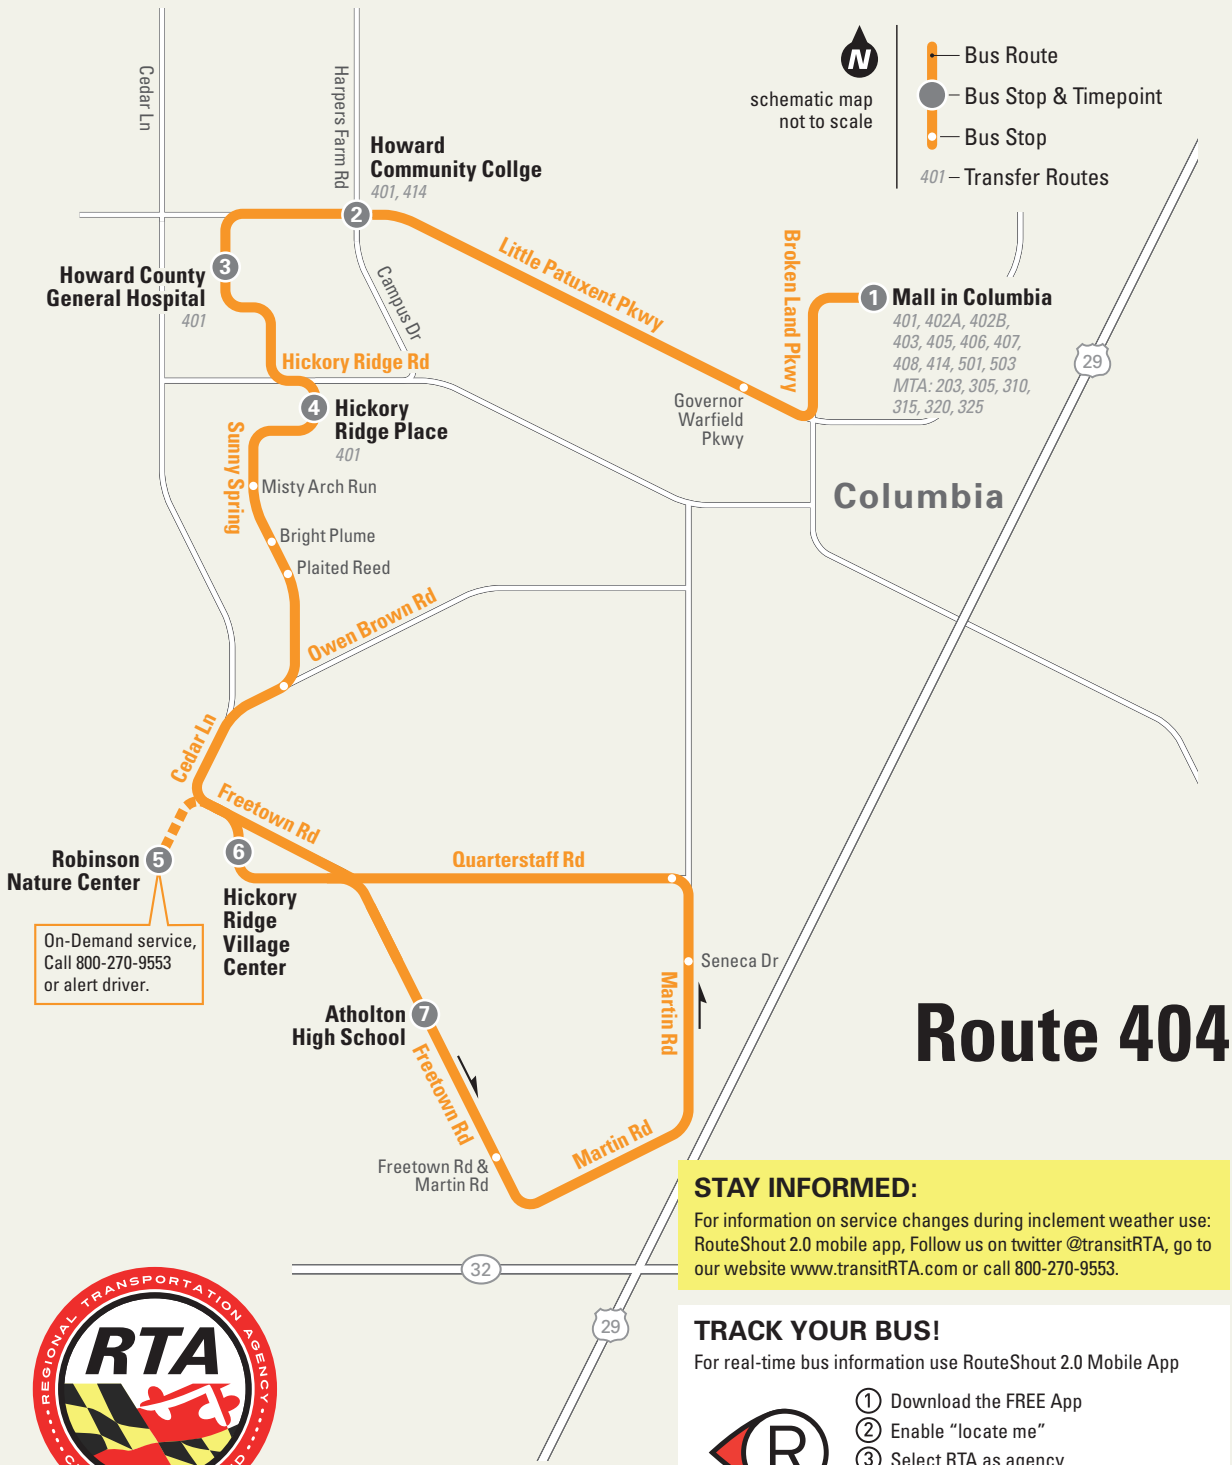 Cedar Ln
Harpers Farm Rd
N
schematic map
not to scale
Bus Route
Bus Stop & Timepoint
Bus Stop
401 – Transfer Routes
Howard
Community Collge
401, 414
2
Howard County
General Hospital
401
3
Campus Dr
Little Patuxent Pkwy
Broken Land Pkwy
1
Mall in Columbia
401, 402A, 402B,
403, 405, 406, 407,
408, 414, 501, 503
MTA: 203, 305, 310,
315, 320, 325
29
Hickory Ridge Rd
4
Hickory
Ridge Place
401
Governor
Warfield
Pkwy
Columbia
Sunny Spring
Misty Arch Run
Bright Plume
Plaited Reed
Owen Brown Rd
Cedar Ln
Freetown Rd
Robinson
Nature Center
5
On-Demand service,
Call 800-270-9553
or alert driver.
6
Hickory
Ridge
Village
Center
Quarterstaff Rd
Seneca Dr
Martin Rd
Atholton
High School
7
Freetown Rd
Freetown Rd &
Martin Rd
Martin Rd
Route 404
32
29
STAY INFORMED:
For information on service changes during inclement weather use:
RouteShout 2.0 mobile app, Follow us on twitter @transitRTA, go to
our website www.transitRTA.com or call 800-270-9553.
TRACK YOUR BUS!
For real-time bus information use RouteShout 2.0 Mobile App
R
1 Download the FREE App
2 Enable “locate me”
3 Select RTA as agency
REGIONAL TRANSPORTATION AGENCY
RTA